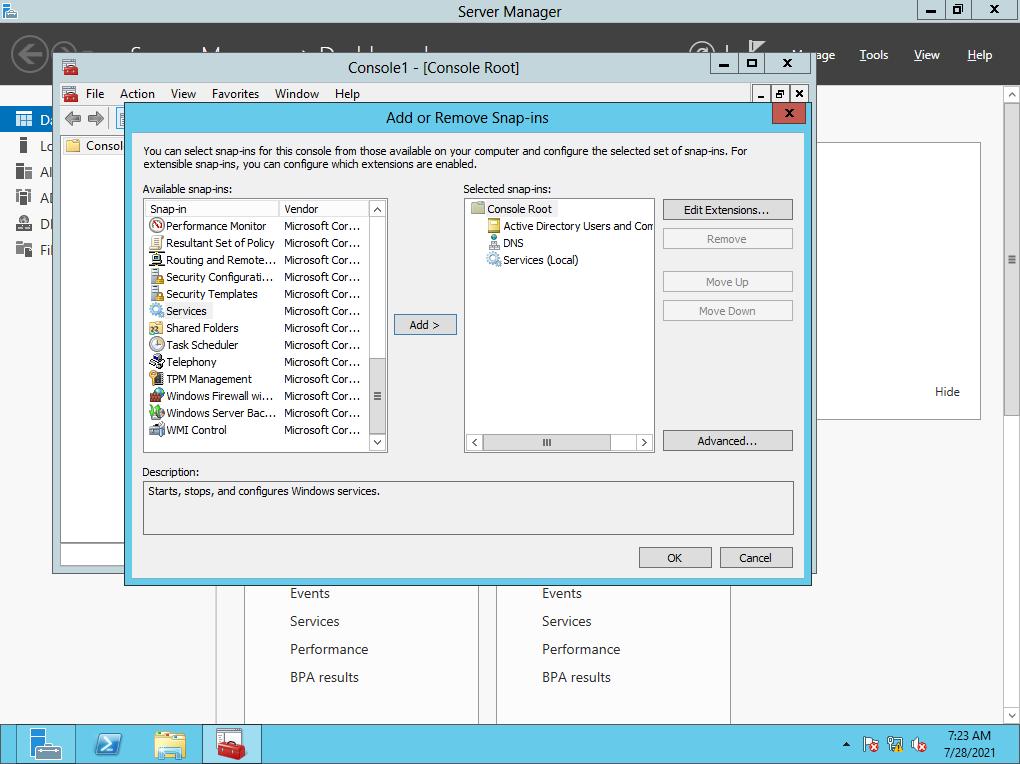 Server Manager
Manage Tools View Help
Console1 - [Console Root]
File Action View Favorites Window Help
Add or Remove Snap-ins
You can select snap-ins for this console from those available on your computer and configure the selected set of snap-ins. For
extensible snap-ins, you can configure which extensions are enabled.
Available snap-ins:
Snap-in Vendor
Performance Monitor Microsoft Cor...
Resultant Set of Policy Microsoft Cor...
Routing and Remote... Microsoft Cor...
Security Configurati... Microsoft Cor...
Security Templates Microsoft Cor...
Services Microsoft Cor...
Shared Folders Microsoft Cor...
Task Scheduler Microsoft Cor...
Telephony Microsoft Cor...
TPM Management Microsoft Cor...
Windows Firewall wi... Microsoft Cor...
Windows Server Bac... Microsoft Cor...
WMI Control Microsoft Cor...
Add >
Selected snap-ins:
Console Root
Active Directory Users and Com
DNS
Services (Local)
Edit Extensions...
Remove
Move Up
Move Down
Advanced...
Description:
Starts, stops, and configures Windows services.
OK Cancel
Hide
Events
Services
Performance
BPA results
Events
Services
Performance
BPA results
7:23 AM
7/28/2021